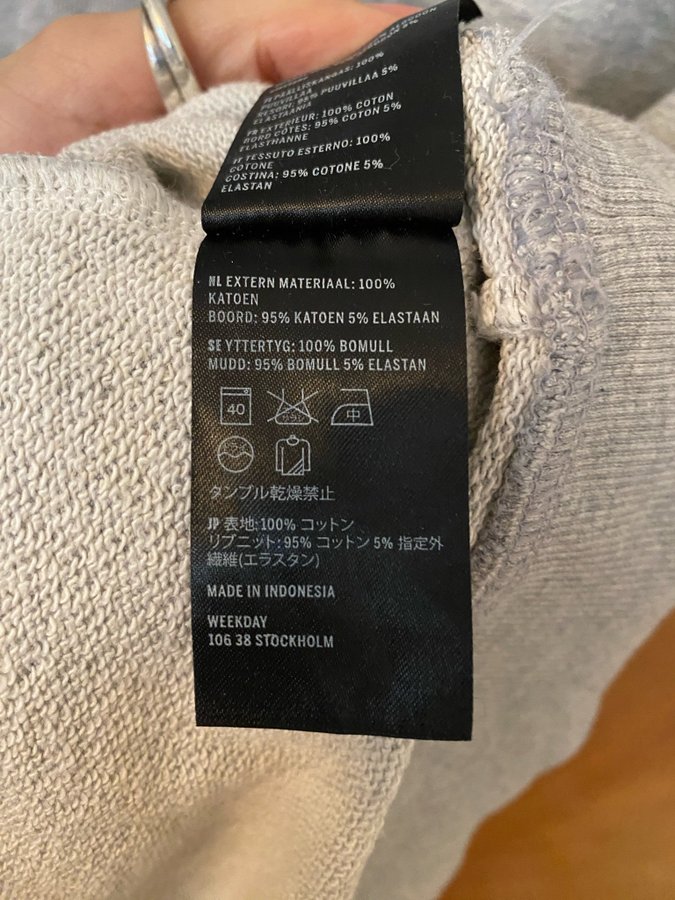 ALGODÓN
5%
FI PÄÄLLYSKANGAS: 100%
PUUVILLAA
RESORI: 95% PUUVILLAA 5%
ELASTAANIA
FR EXTÉRIEUR: 100% COTON
BORD CÔTES: 95% COTON 5%
ÉLASTHANNE
IT TESSUTO ESTERNO: 100%
COTONE
COSTINA: 95% COTONE 5%
ELASTAN
NL EXTERN MATERIAAL: 100%
KATOEN
BOORD: 95% KATOEN 5% ELASTAAN
SE YTTERTYG: 100% BOMULL
MUDD: 95% BOMULL 5% ELASTAN
40
中
タンブル乾燥禁止
JP 表地: 100% コットン
リブニット: 95% コットン 5% 指定外
繊維(エラスタン)
MADE IN INDONESIA
WEEKDAY
106 38 STOCKHOLM